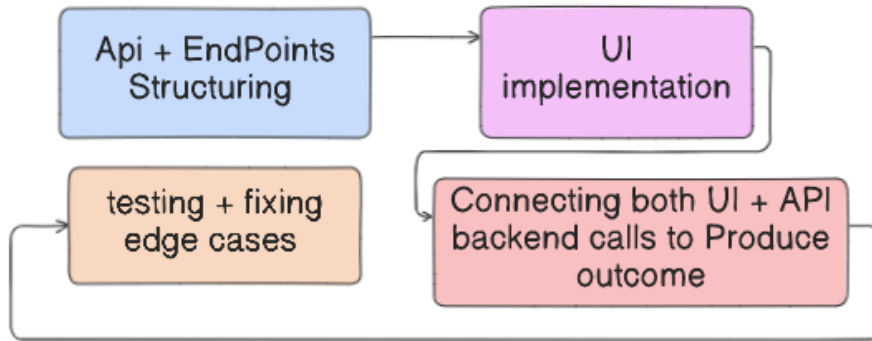 Api + EndPoints
Structuring
UI
implementation
testing + fixing
edge cases
Connecting both UI + API
backend calls to Produce
outcome